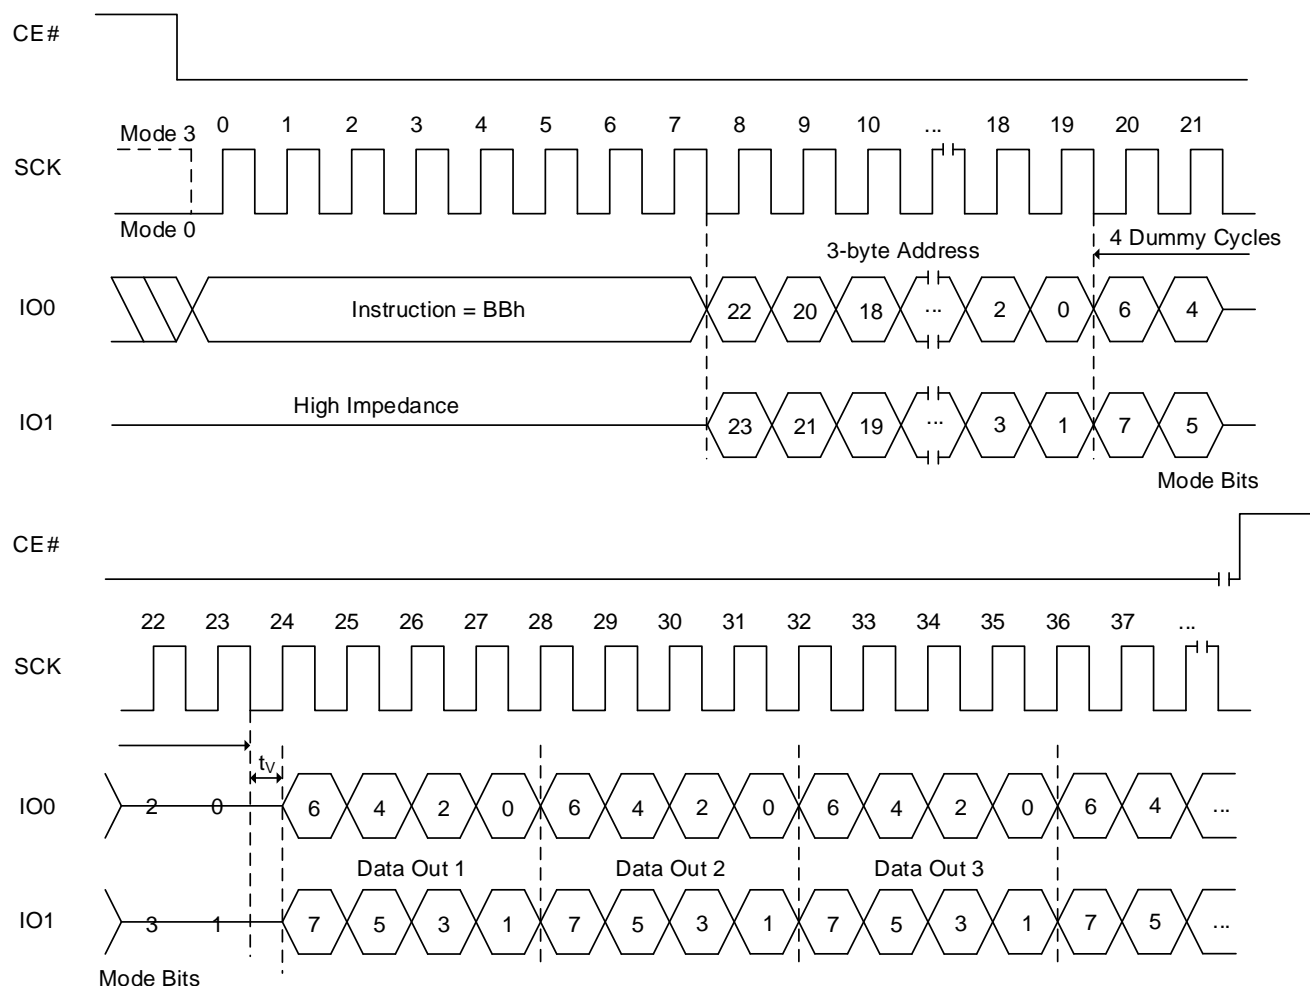 CE#
Mode 3 0 1 2 3 4 5 6 7 8 9 10 ... 18 19 20 21
SCK
Mode 0
3-byte Address 4 Dummy Cycles
IO0 Instruction = BBh 22 20 18 ... 2 0 6 4
High Impedance
IO1 23 21 19 ... 3 1 7 5
Mode Bits
CE#
22 23 24 25 26 27 28 29 30 31 32 33 34 35 36 37 ...
SCK
tV
IO0 2 0 6 4 2 0 6 4 2 0 6 4 2 0 6 4 ...
Data Out 1 Data Out 2 Data Out 3
IO1 3 1 7 5 3 1 7 5 3 1 7 5 3 1 7 5 ...
Mode Bits